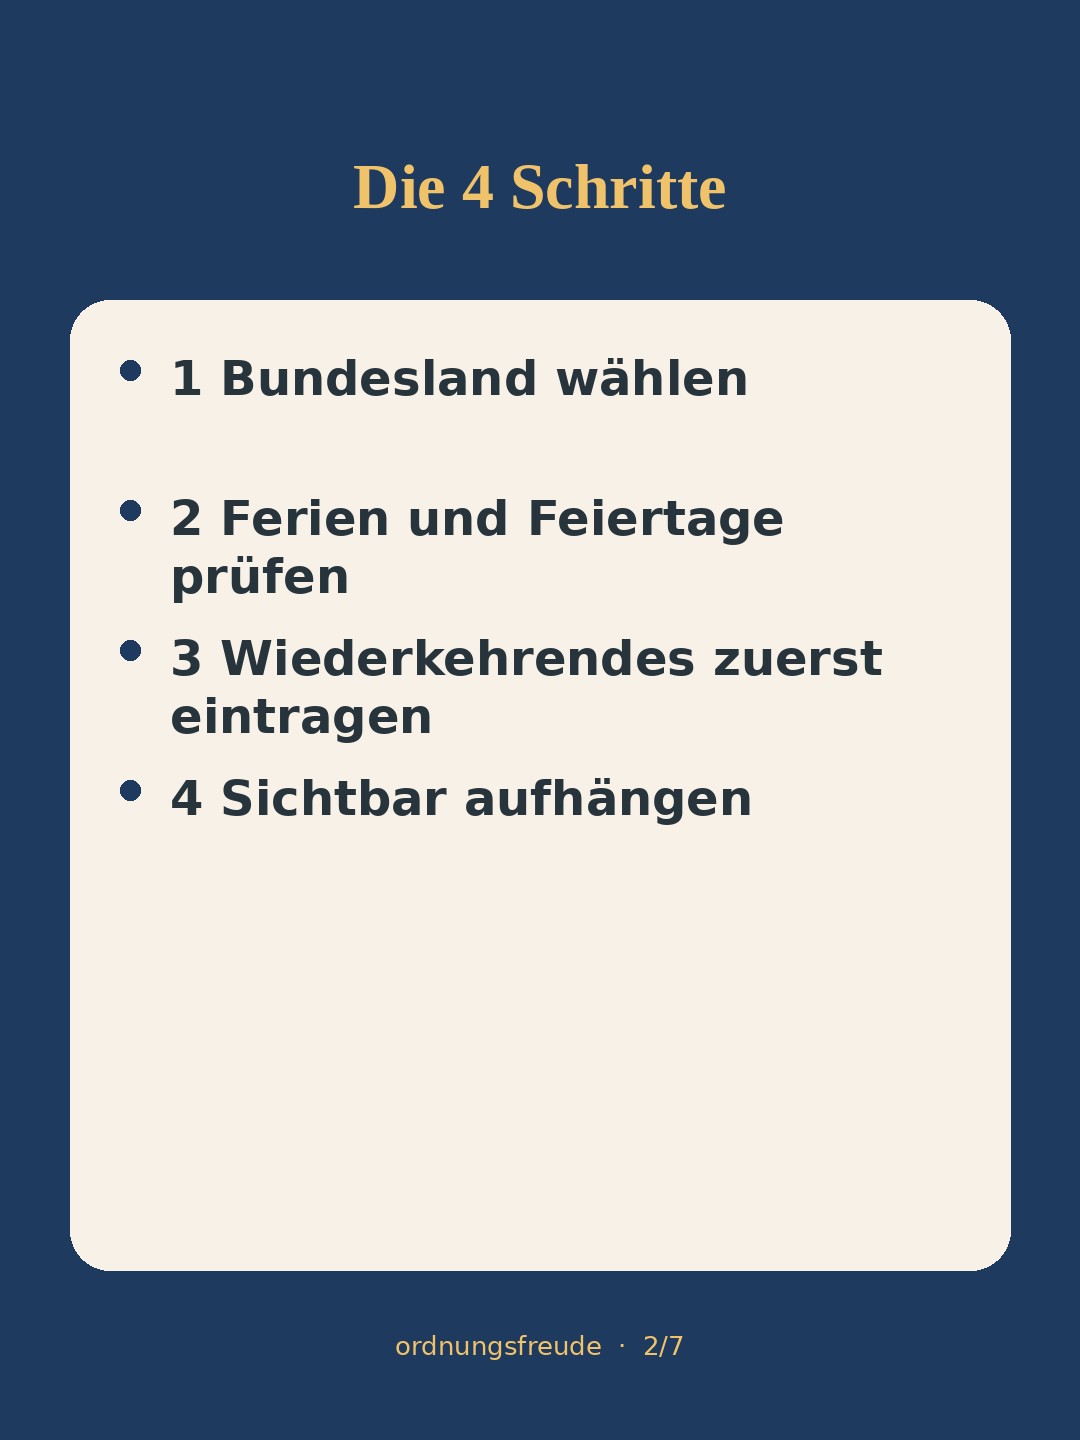 Die 4 Schritte
• 1 Bundesland wählen
• 2 Ferien und Feiertage
prüfen
• 3 Wiederkehrendes zuerst
eintragen
• 4 Sichtbar aufhängen
ordnungsfreude · 2/7